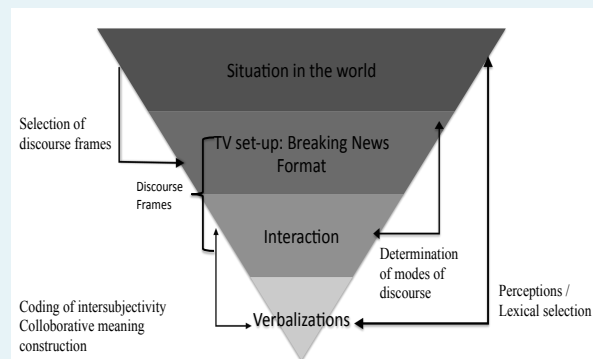 Situation in the world
Selection of
discourse frames
TV set-up: Breaking News
Format
Discourse
Frames
Interaction
Determination
of modes of
discourse
Perceptions /
Lexical selection
Coding of intersubjectivity
Colloborative meaning
construction
Verbalizations